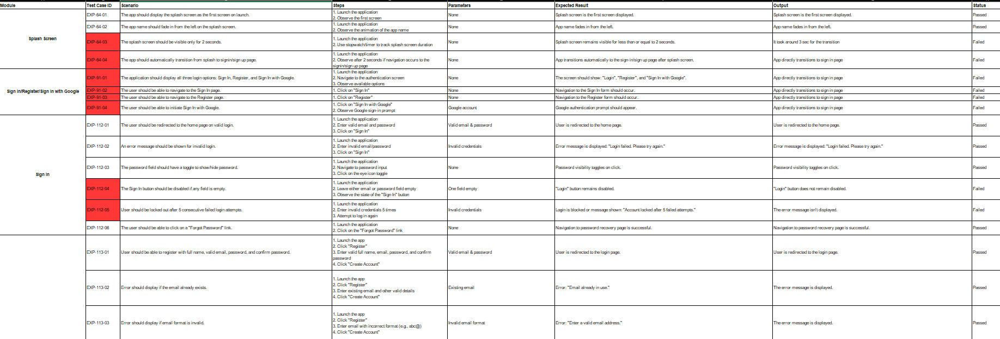 Module Test Case ID Scenario Steps Parameters Expected Result Output Status
Splash Screen
EXP-64-01 The app should display the splash screen as the first screen on launch. 1. Launch the application
2. Observe the first screen None Splash screen is the first screen displayed. Splash screen is the first screen displayed. Passed
EXP-64-02 The app name should fade in from the left on the splash screen. 1. Launch the application
2. Observe the animation of the app name None App name fades in from the left. App name fades in from the left. Passed
EXP-64-03 The splash screen should be visible only for 2 seconds. 1. Launch the application
2. Use stopwatch/timer to track splash screen duration None Splash screen remains visible for less than or equal to 2 seconds. It took around 3 sec for the transition Failed
EXP-64-04 The app should automatically transition from splash to signin/sign up page. 1. Launch the application
2. Observe after 2 seconds if navigation occurs to the
signin/sign up page None App transitions automatically to the sign-in/sign up page after splash screen. App directly transitions to sign in page Failed
Sign In/Register/Sign In with Google
EXP-91-01 The application should display all three login options: Sign In, Register, and Sign In with Google. 1. Launch the application
2. Navigate to the authentication screen
3. Observe available options None The screen should show: "Login", "Register", and "Sign In with Google". App directly transitions to sign in page Failed
EXP-91-02 The user should be able to navigate to the Sign In page. 1. Click on "Sign In" None Navigation to the Sign In form should occur. App directly transitions to sign in page Failed
EXP-91-03 The user should be able to navigate to the Register page. 1. Click on "Register" None Navigation to the Register form should occur. App directly transitions to sign in page Failed
EXP-91-04 The user should be able to initiate Sign In with Google. 1. Click on "Sign In with Google"
2. Observe Google sign-in prompt Google account Google authentication prompt should appear. App directly transitions to sign in page Failed
Sign In
EXP-112-01 The user should be redirected to the home page on valid login. 1. Launch the application
2. Enter valid email and password
3. Click on "Sign In" Valid email & password User is redirected to the home page. User is redirected to the home page. Passed
EXP-112-02 An error message should be shown for invalid login. 1. Launch the application
2. Enter invalid email/password
3. Click on "Sign In" Invalid credentials Error message is displayed: "Login failed. Please try again." Error message is displayed: "Login failed. Please try again." Passed
EXP-112-03 The password field should have a toggle to show/hide password. 1. Launch the application
2. Navigate to password input
3. Click on the eye icon toggle None Password visibility toggles on click. Password visibility toggles on click. Passed
EXP-112-04 The Sign In button should be disabled if any field is empty. 1. Launch the application
2. Leave either email or password field empty
3. Observe the state of the "Sign In" button One field empty "Login" button remains disabled. "Login" button does not remain disabled. Failed
EXP-112-05 User should be locked out after 5 consecutive failed login attempts. 1. Launch the application
2. Enter invalid credentials 5 times
3. Attempt to log in again Invalid credentials Login is blocked or message shown: "Account locked after 5 failed attempts." The error message isn't displayed. Failed
EXP-112-06 The user should be able to click on a "Forgot Password" link. 1. Launch the application
2. Click on the "Forgot Password" link None Navigation to password recovery page is successful. Navigation to password recovery page is successful. Passed
EXP-113-01 User should be able to register with full name, valid email, password, and confirm password. 1. Launch the app
2. Click "Register"
3. Enter valid full name, email, password, and confirm
password
4. Click "Create Account" Valid email & password User is redirected to the login page. User is redirected to the login page. Passed
EXP-113-02 Error should display if the email already exists. 1. Launch the app
2. Click "Register"
3. Enter existing email and other valid details
4. Click "Create Account" Existing email Error: "Email already in use." The error message is displayed. Passed
EXP-113-03 Error should display if email format is invalid. 1. Launch the app
2. Click "Register"
3. Enter email with incorrect format (e.g., abc@)
4. Click "Create Account" Invalid email format Error: "Enter a valid email address." The error message is displayed. Passed